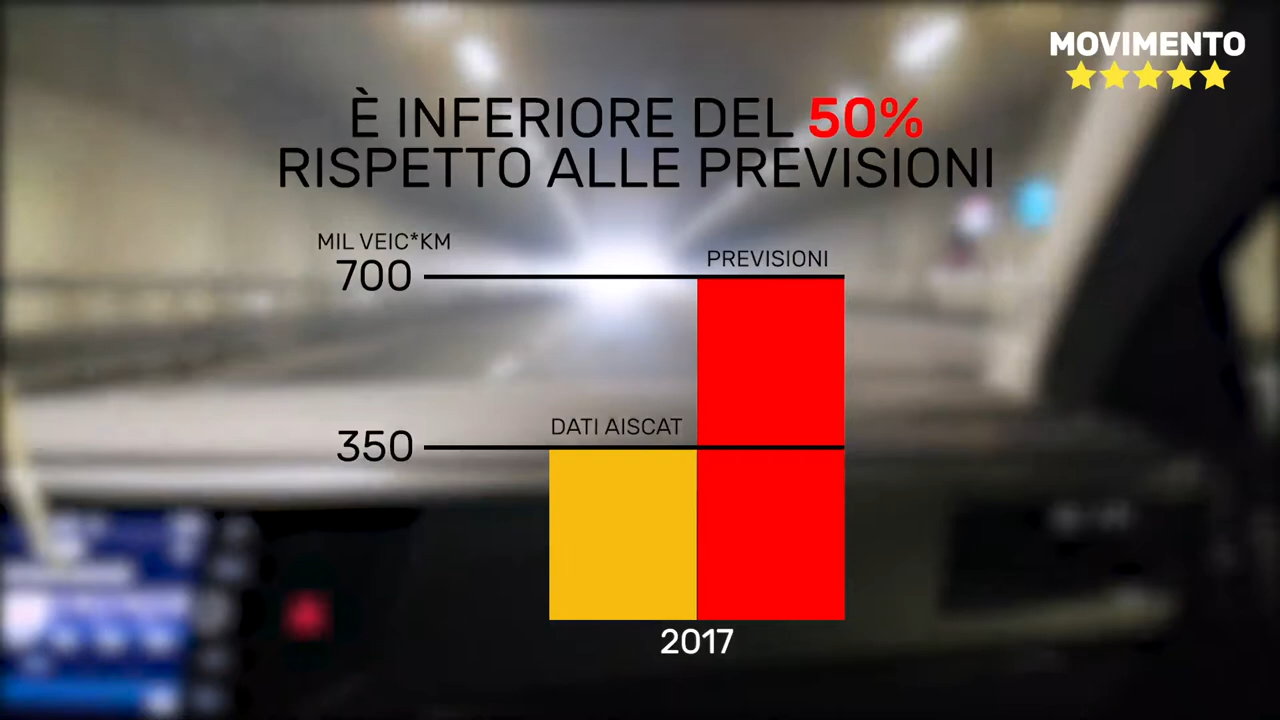 MOVIMENTO
È INFERIORE DEL 50%
RISPETTO ALLE PREVISIONI
MIL VEIC*KM
700
PREVISIONI
350
DATI AISCAT
2017